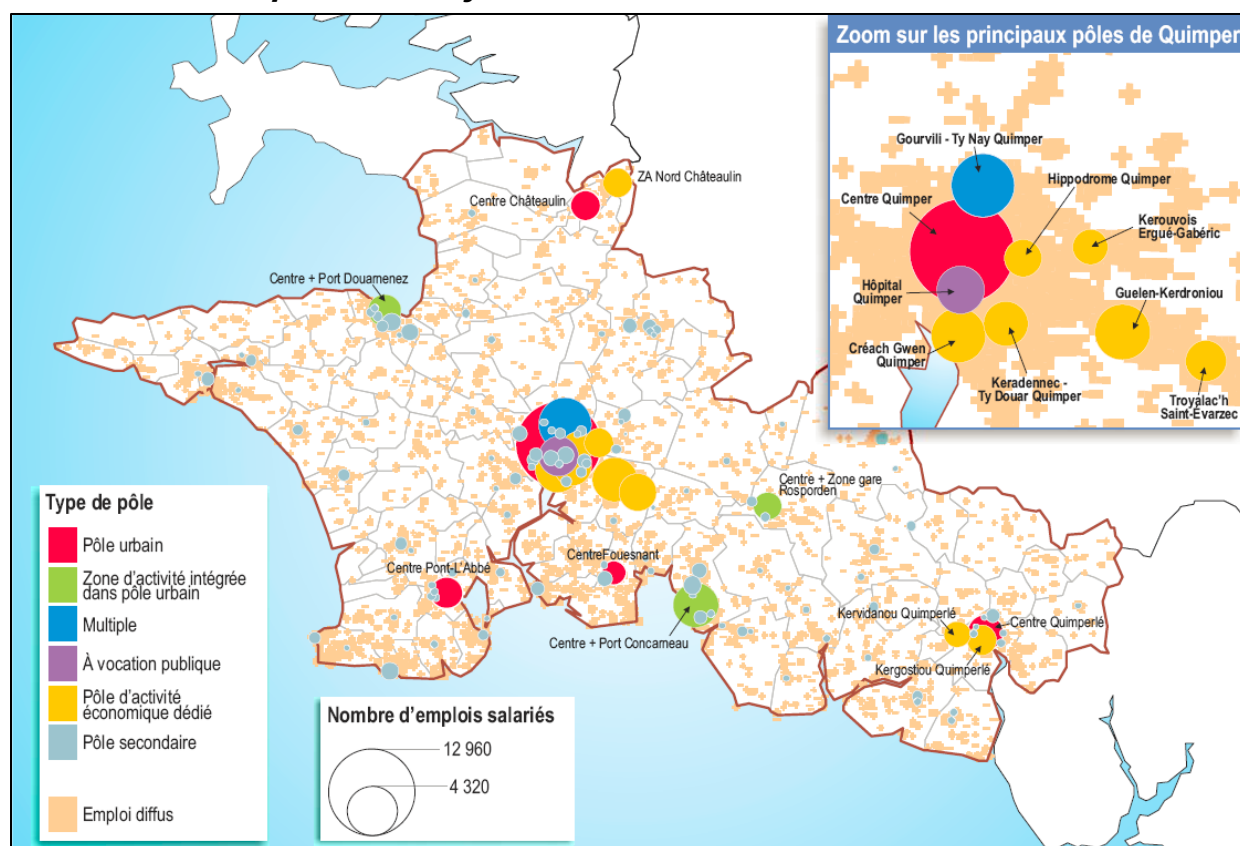 Zoom sur les principaux pôles de Quimper
Gourvili - Ty Nay Quimper
Hippodrome Quimper
Centre Quimper
Kerouvois
Ergué-Gabéric
Hôpital
Quimper
Guelen-Kerdroniou
Créach Gwen
Quimper
Keradennec -
Ty Douar Quimper
Troyalac'h
Saint-Evarzec
ZA Nord Châteaulin
Centre Châteaulin
Centre + Port Douarnenez
Centre + Zone gare
Rosporden
CentreFouesnant
Centre Pont-L'Abbé
Centre + Port Concarneau
Kervidanou Quimperlé
Centre Quimperlé
Kergostiou Quimperlé
Type de pôle
Pôle urbain
Zone d'activité intégrée
dans pôle urbain
Multiple
À vocation publique
Pôle d'activité
économique dédié
Pôle secondaire
Emploi diffus
Nombre d'emplois salariés
12 960
4 320